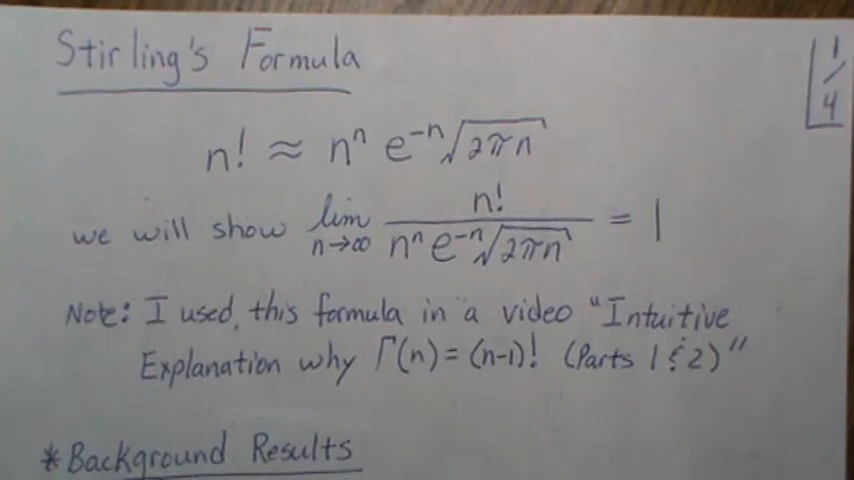 Stirling's Formula
1/4
n! ≈ nⁿ e⁻ⁿ √(2πn)
we will show lim n→∞ n! / (nⁿ e⁻ⁿ √(2πn)) = 1
Note: I used this formula in a video "Intuitive
Explanation why Γ(n) = (n-1)! (Parts 1 & 2)"
*Background Results